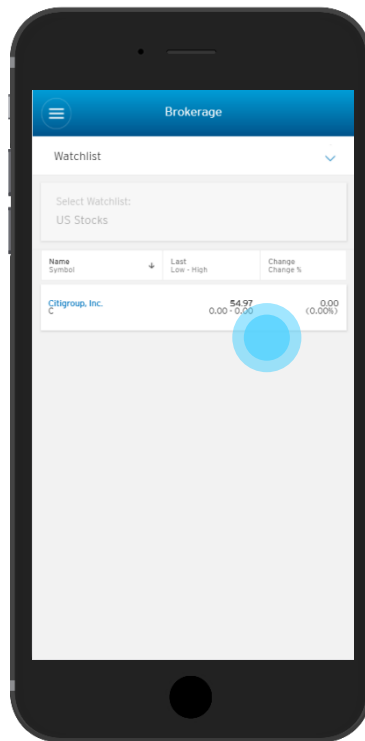 Brokerage
Watchlist
Select Watchlist:
US Stocks
Name Last Change
Symbol Low - High Change %
Citigroup, Inc. 54.97 0.00
C 0.00 - 0.00 (0.00%)